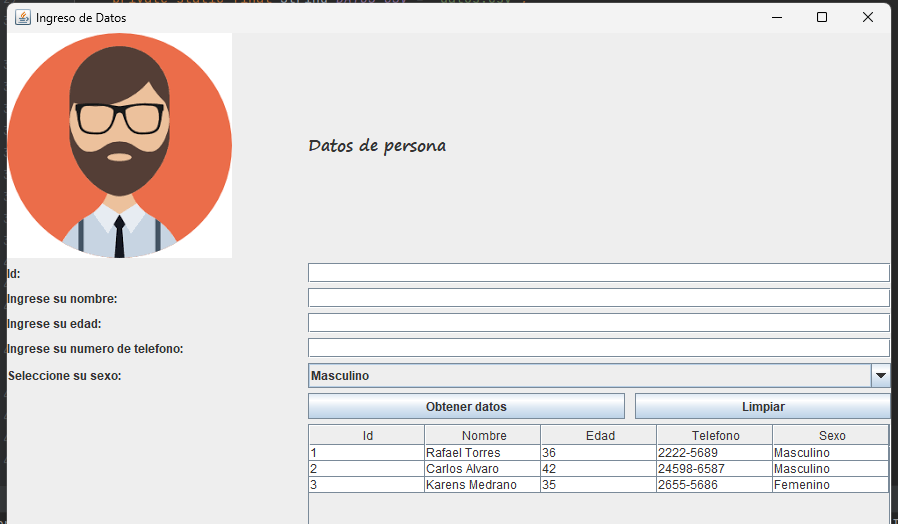 Ingreso de Datos
Datos de persona
Id:
Ingrese su nombre:
Ingrese su edad:
Ingrese su numero de telefono:
Seleccione su sexo: Masculino
Obtener datos Limpiar
Id Nombre Edad Telefono Sexo
1 Rafael Torres 36 2222-5689 Masculino
2 Carlos Alvaro 42 24598-6587 Masculino
3 Karens Medrano 35 2655-5686 Femenino